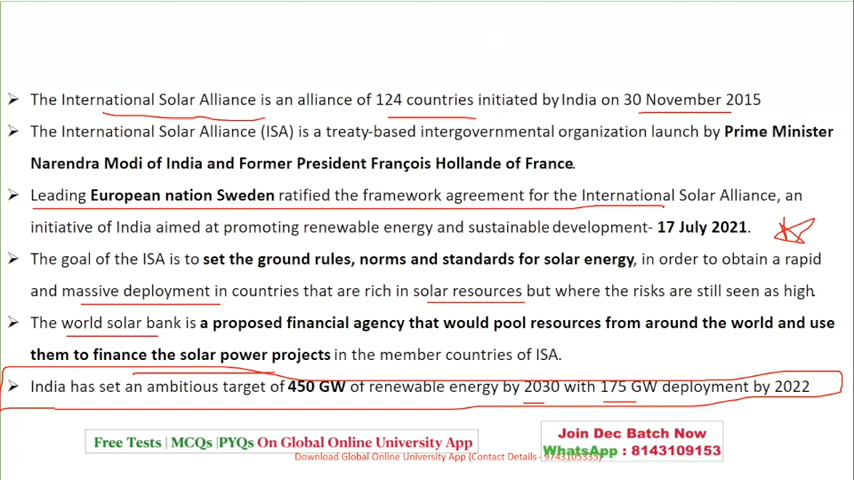 ➢ The International Solar Alliance is an alliance of 124 countries initiated by India on 30 November 2015
➢ The International Solar Alliance (ISA) is a treaty-based intergovernmental organization launch by Prime Minister
Narendra Modi of India and Former President François Hollande of France.
➢ Leading European nation Sweden ratified the framework agreement for the International Solar Alliance, an
initiative of India aimed at promoting renewable energy and sustainable development- 17 July 2021.
➢ The goal of the ISA is to set the ground rules, norms and standards for solar energy, in order to obtain a rapid
and massive deployment in countries that are rich in solar resources but where the risks are still seen as high.
➢ The world solar bank is a proposed financial agency that would pool resources from around the world and use
them to finance the solar power projects in the member countries of ISA.
➢ India has set an ambitious target of 450 GW of renewable energy by 2030 with 175 GW deployment by 2022
Free Tests | MCQs |PYQs On Global Online University App
Join Dec Batch Now
WhatsApp : 8143109153
Download Global Online University App (Contact Details - 9743105335)